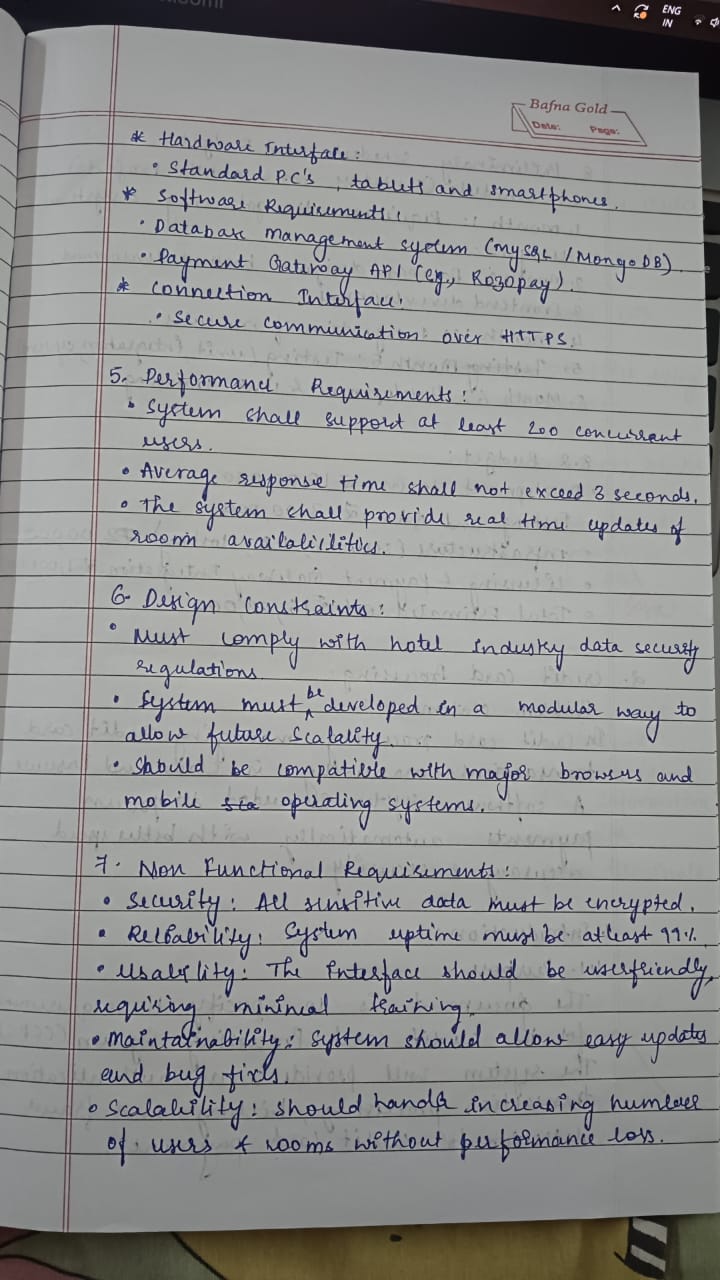 ENG
IN
Bafna Gold
Date: Page:
* Hardware Interface:
• Standard P.C's, tablets and smartphones.
* Software Requirements:
• Database management system (MySQL / MongoDB).
• Payment Gateway API (eg., Rozopay).
* Connection Interface:
• Secure communication over HTTPS.
5. Performance Requirements:
• System shall support at least 200 concurrent
users.
• Average response time shall not exceed 3 seconds.
• The system shall provide real time updates of
room availabilities.
6- Design Constraints:
• Must comply with hotel industry data security
regulations
• System must be developed in a modular way to
allow future scalality.
• Should be compatible with major browsers and
mobile sta operating systems.
7. Non Functional Requirements:
• Security: All sensitive data must be encrypted.
• Reliability: System uptime must be atleast 99%.
• Usability: The interface should be userfriendly,
requiring minimal training.
• Maintainability: System should allow easy updates
and bug fixes.
• Scalability: Should handle increasing number
of users & rooms without performance loss.